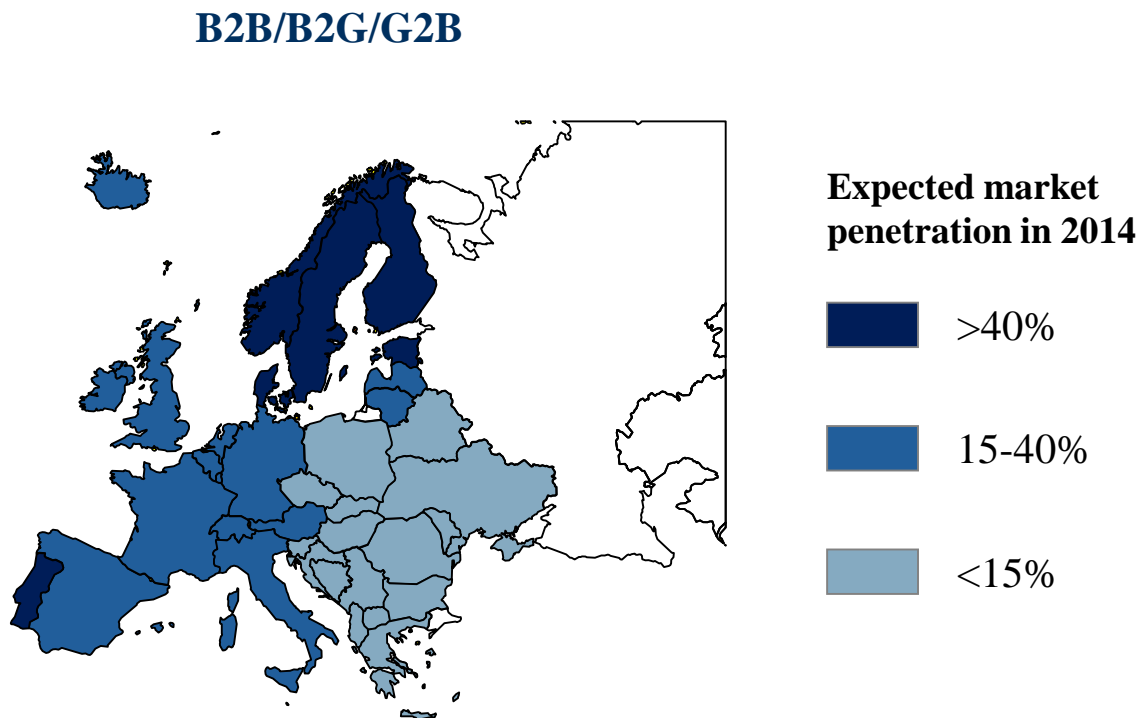 B2B/B2G/G2B
Expected market
penetration in 2014
>40%
15-40%
<15%